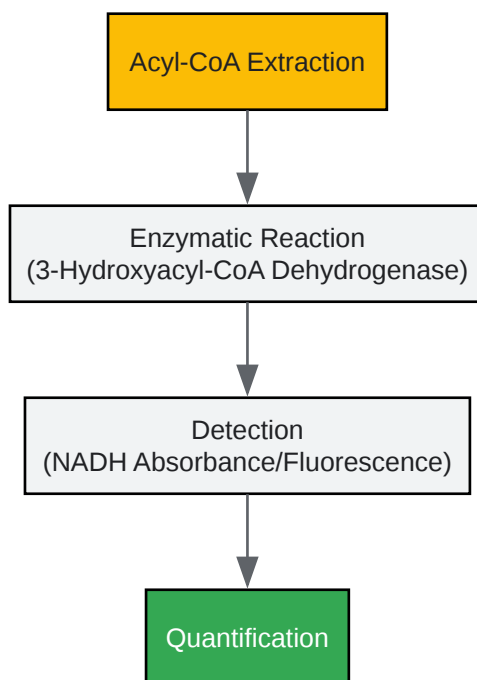 Acyl-CoA Extraction
Enzymatic Reaction
(3-Hydroxyacyl-CoA Dehydrogenase)
Detection
(NADH Absorbance/Fluorescence)
Quantification